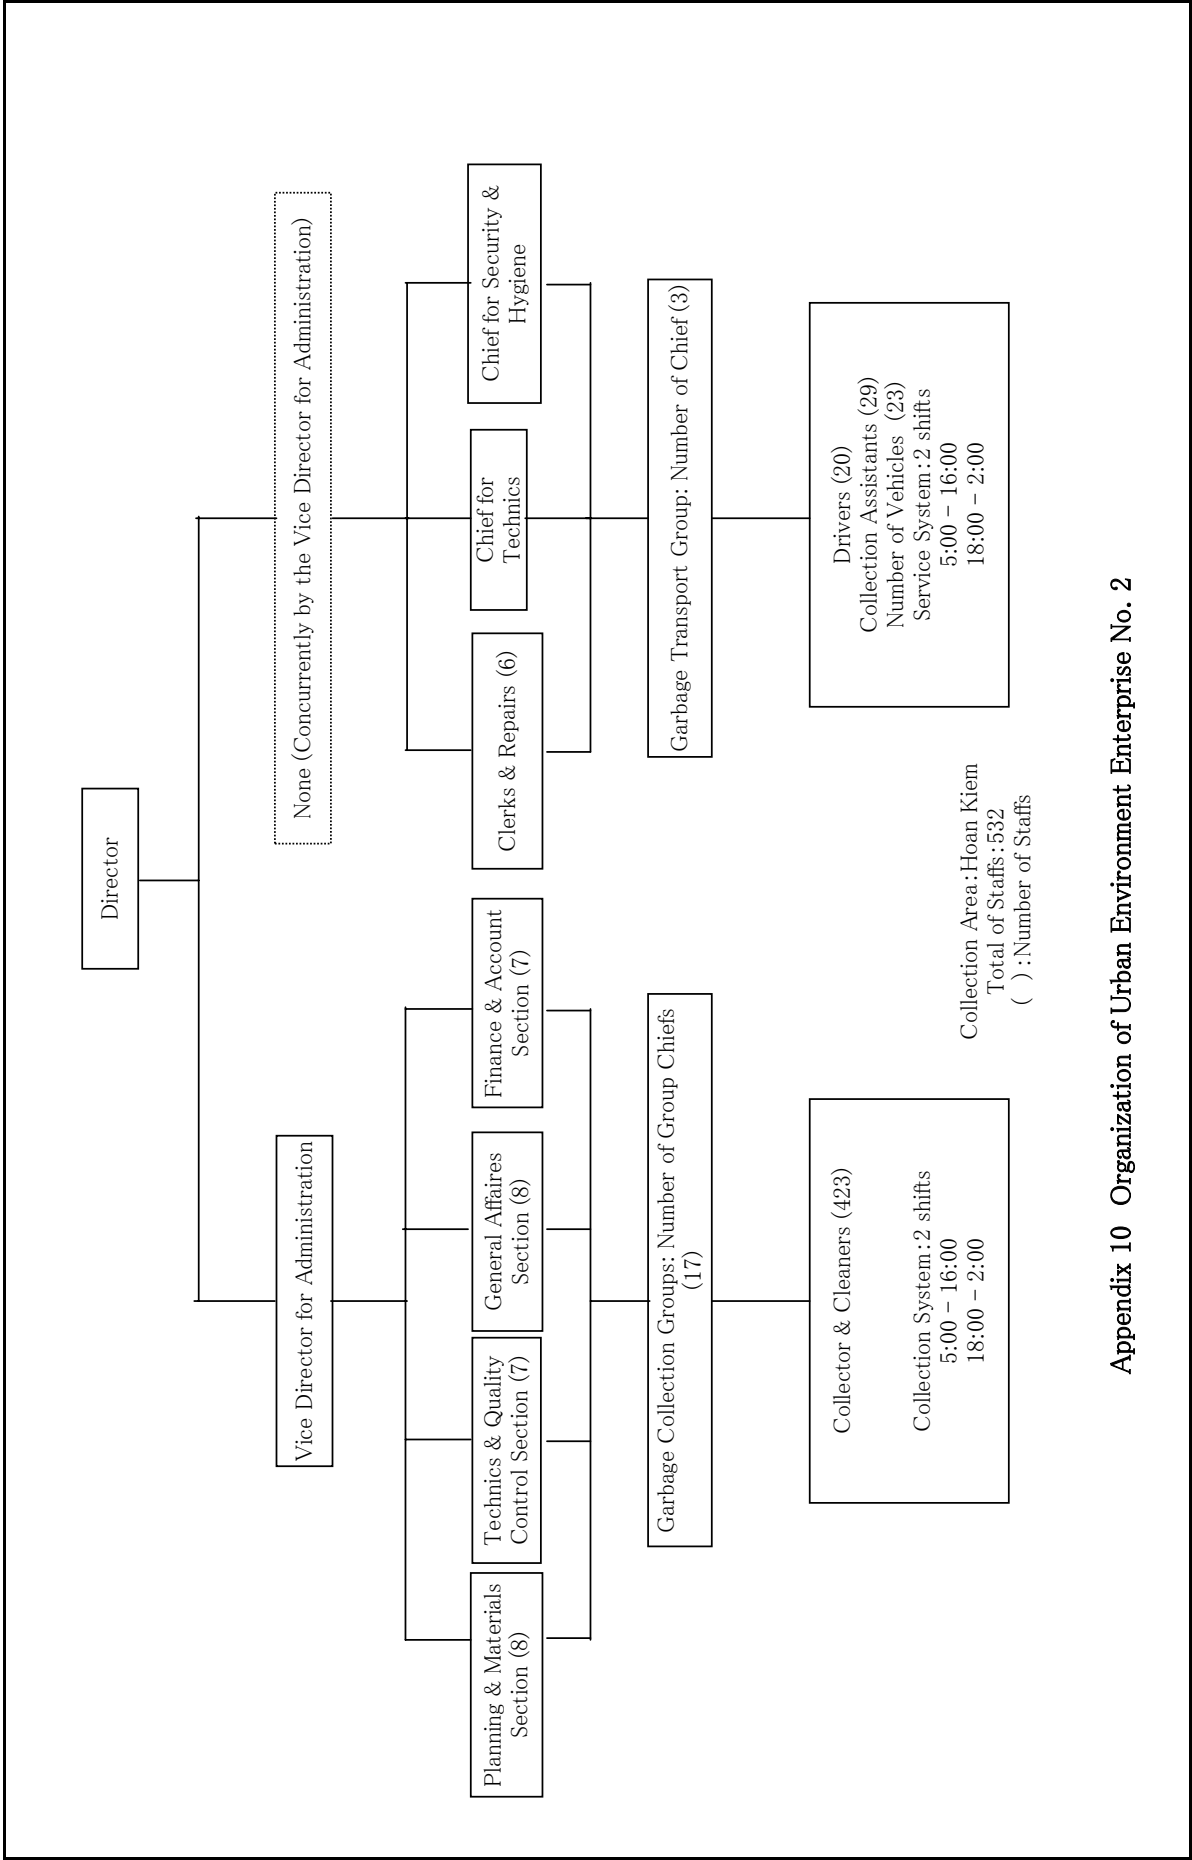 Director
Vice Director for Administration
None (Concurrently by the Vice Director for Administration)
Planning & Materials
Section (8)
Technics & Quality
Control Section (7)
General Affaires
Section (8)
Finance & Account
Section (7)
Clerks & Repairs (6)
Chief for
Technics
Chief for Security &
Hygiene
Garbage Collection Groups: Number of Group Chiefs
(17)
Garbage Transport Group: Number of Chief (3)
Collector & Cleaners (423)
Collection System:2 shifts
5:00 – 16:00
18:00 – 2:00
Drivers (20)
Collection Assistants (29)
Number of Vehicles (23)
Service System:2 shifts
5:00 – 16:00
18:00 – 2:00
Collection Area:Hoan Kiem
Total of Staffs:532
( ) :Number of Staffs
Appendix 10 Organization of Urban Environment Enterprise No. 2